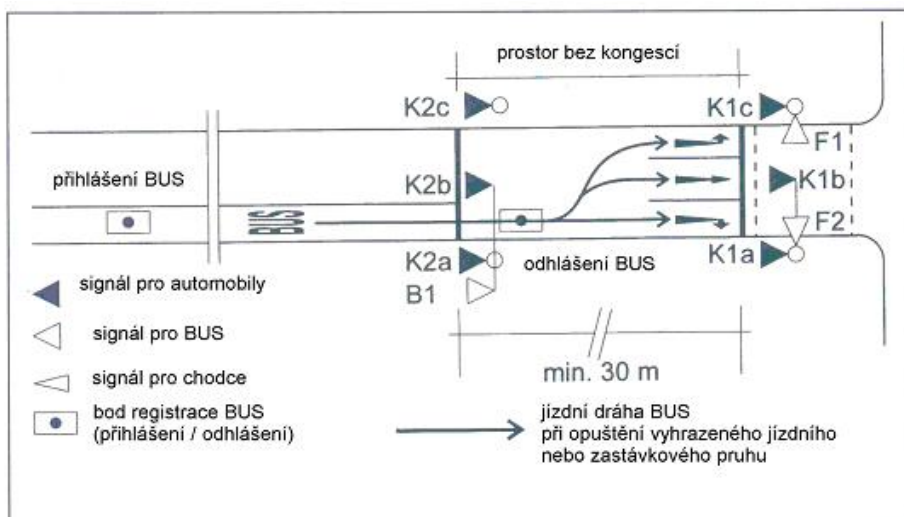 prostor bez kongescí
K2c
K1c
F1
přihlášení BUS
K2b
K1b
BUS
F2
K2a
odhlášení BUS
K1a
B1
signál pro automobily
signál pro BUS
signál pro chodce
min. 30 m
bod registrace BUS
(přihlášení / odhlášení)
jízdní dráha BUS
při opuštění vyhrazeného jízdního
nebo zastávkového pruhu